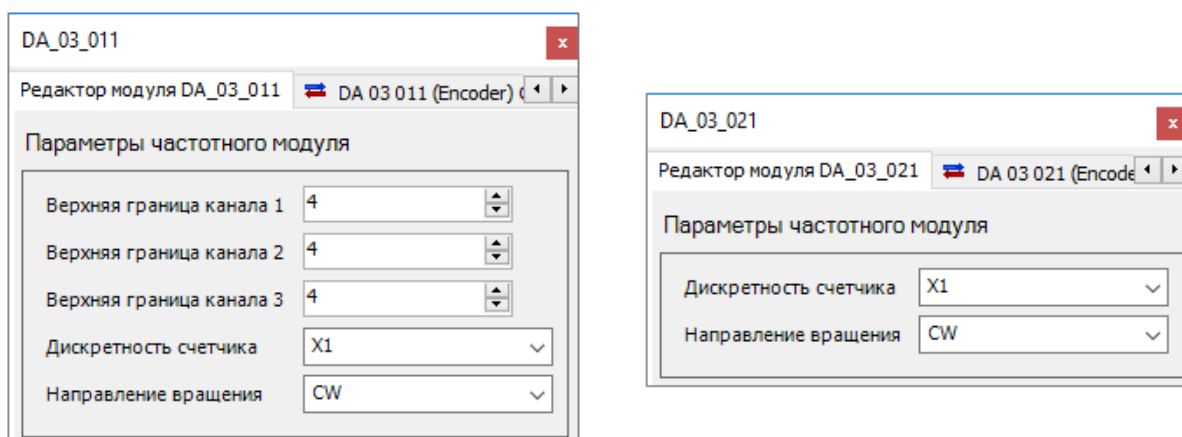 DA_03_011
x
Редактор модуля DA_03_011 DA 03 011 (Encoder)
Параметры частотного модуля
Верхняя граница канала 1 4
Верхняя граница канала 2 4
Верхняя граница канала 3 4
Дискретность счетчика X1
Направление вращения CW
DA_03_021
x
Редактор модуля DA_03_021 DA 03 021 (Encode
Параметры частотного модуля
Дискретность счетчика X1
Направление вращения CW